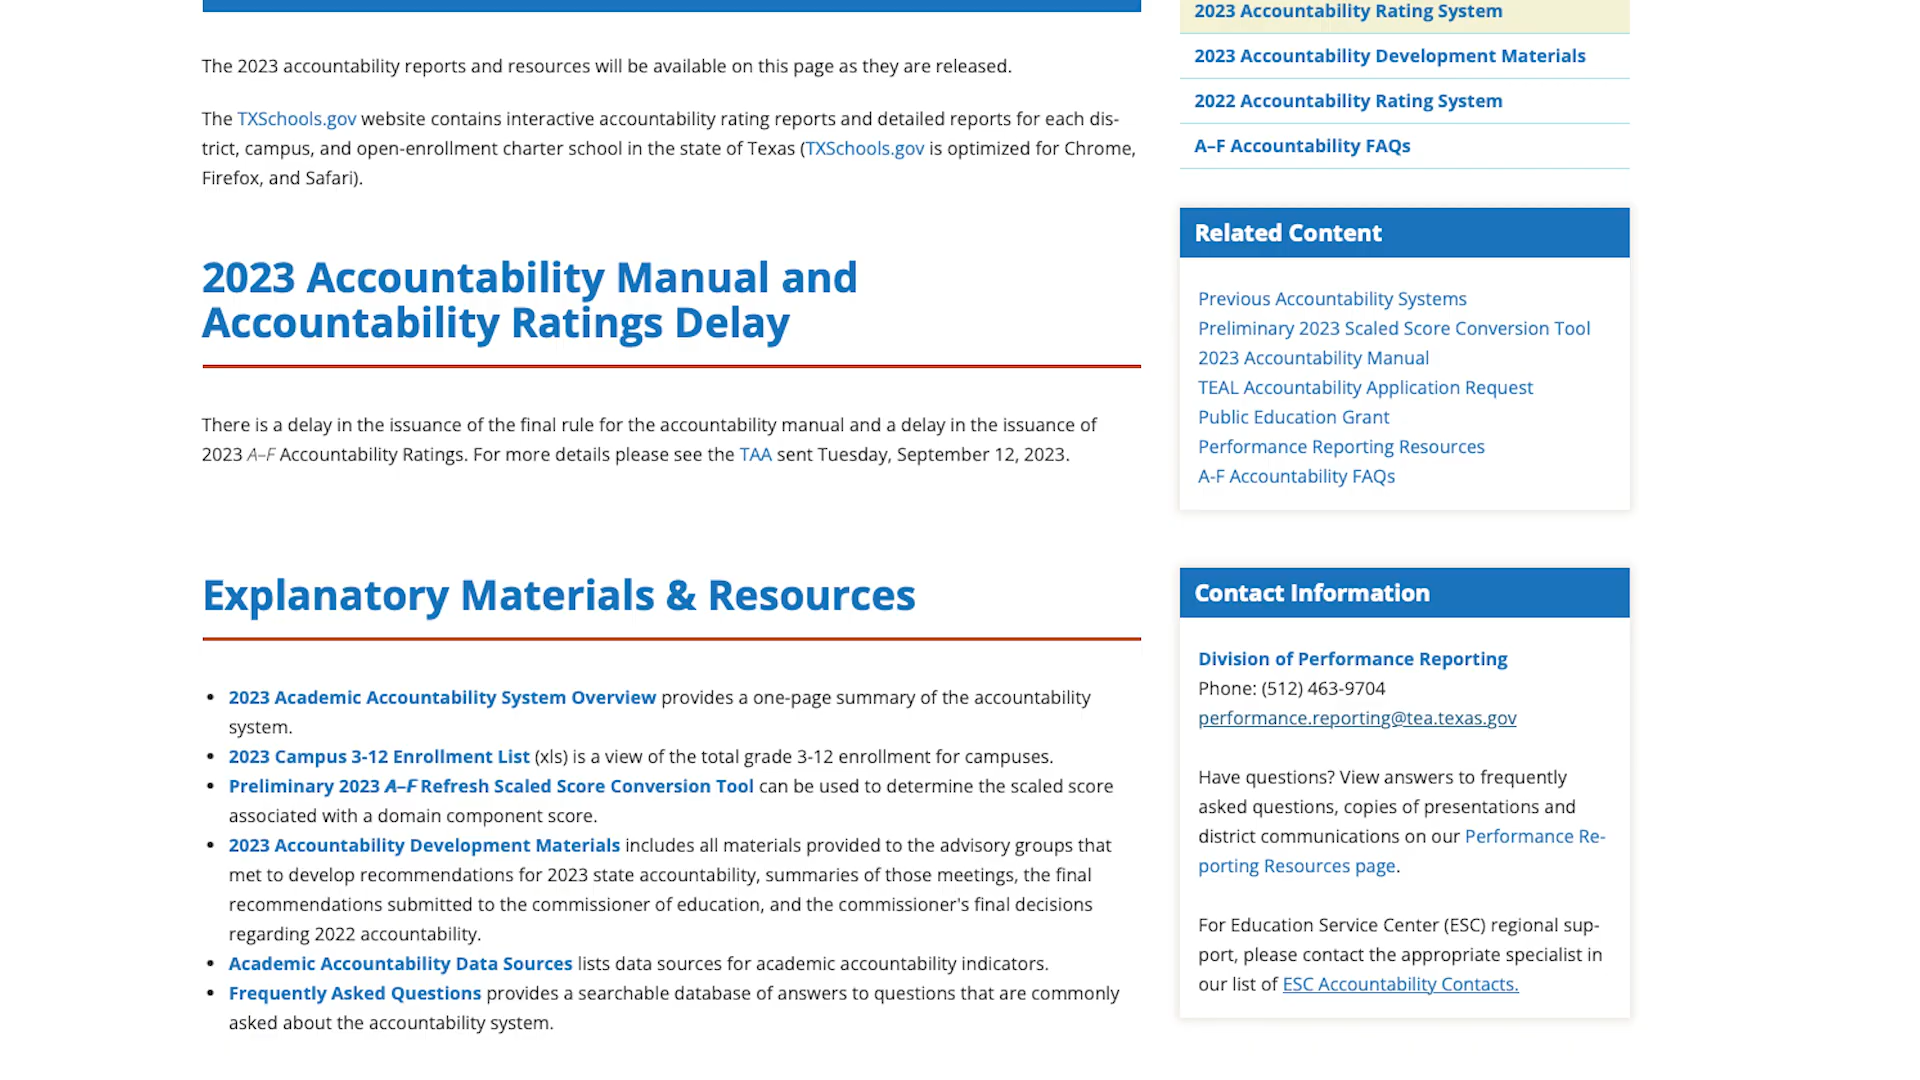 The 2023 accountability reports and resources will be available on this page as they are released.
The TXSchools.gov website contains interactive accountability rating reports and detailed reports for each dis-
trict, campus, and open-enrollment charter school in the state of Texas (TXSchools.gov is optimized for Chrome,
Firefox, and Safari).
2023 Accountability Manual and
Accountability Ratings Delay
There is a delay in the issuance of the final rule for the accountability manual and a delay in the issuance of
2023 A–F Accountability Ratings. For more details please see the TAA sent Tuesday, September 12, 2023.
Explanatory Materials & Resources
• 2023 Academic Accountability System Overview provides a one-page summary of the accountability
system.
• 2023 Campus 3-12 Enrollment List (xls) is a view of the total grade 3-12 enrollment for campuses.
• Preliminary 2023 A–F Refresh Scaled Score Conversion Tool can be used to determine the scaled score
associated with a domain component score.
• 2023 Accountability Development Materials includes all materials provided to the advisory groups that
met to develop recommendations for 2023 state accountability, summaries of those meetings, the final
recommendations submitted to the commissioner of education, and the commissioner's final decisions
regarding 2022 accountability.
• Academic Accountability Data Sources lists data sources for academic accountability indicators.
• Frequently Asked Questions provides a searchable database of answers to questions that are commonly
asked about the accountability system.
2023 Accountability Rating System
2023 Accountability Development Materials
2022 Accountability Rating System
A–F Accountability FAQs
Related Content
Previous Accountability Systems
Preliminary 2023 Scaled Score Conversion Tool
2023 Accountability Manual
TEAL Accountability Application Request
Public Education Grant
Performance Reporting Resources
A-F Accountability FAQs
Contact Information
Division of Performance Reporting
Phone: (512) 463-9704
performance.reporting@tea.texas.gov
Have questions? View answers to frequently
asked questions, copies of presentations and
district communications on our Performance Re-
porting Resources page.
For Education Service Center (ESC) regional sup-
port, please contact the appropriate specialist in
our list of ESC Accountability Contacts.